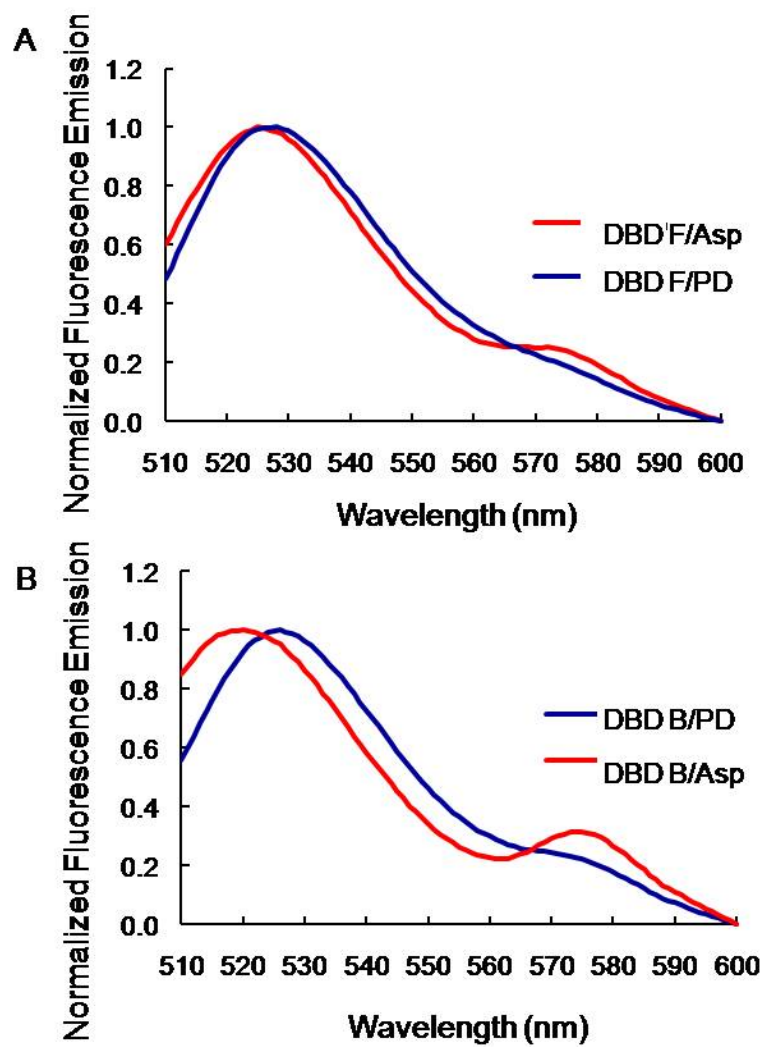 A
Normalized Fluorescence Emission
1.2
1.0
0.8
0.6
0.4
0.2
0.0
DBD F/Asp
DBD F/PD
510 520 530 540 550 560 570 580 590 600
Wavelength (nm)
B
Normalized Fluorescence Emission
1.2
1.0
0.8
0.6
0.4
0.2
0.0
DBD B/PD
DBD B/Asp
510 520 530 540 550 560 570 580 590 600
Wavelength (nm)